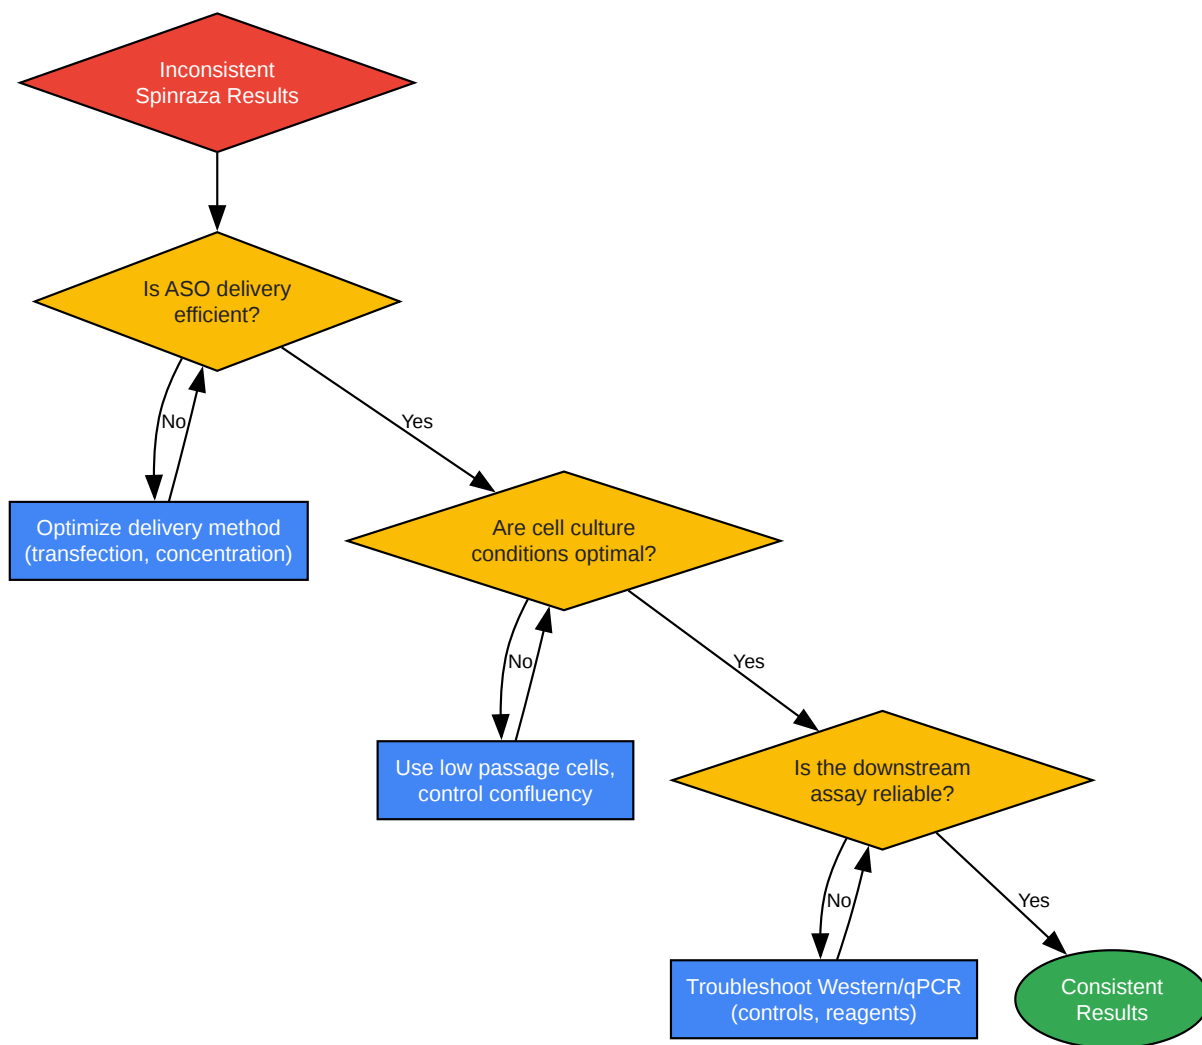 Inconsistent
Spinraza Results
Is ASO delivery
efficient?
No
Yes
Optimize delivery method
(transfection, concentration)
Are cell culture
conditions optimal?
No
Yes
Use low passage cells,
control confluency
Is the downstream
assay reliable?
No
Yes
Troubleshoot Western/qPCR
(controls, reagents)
Consistent
Results